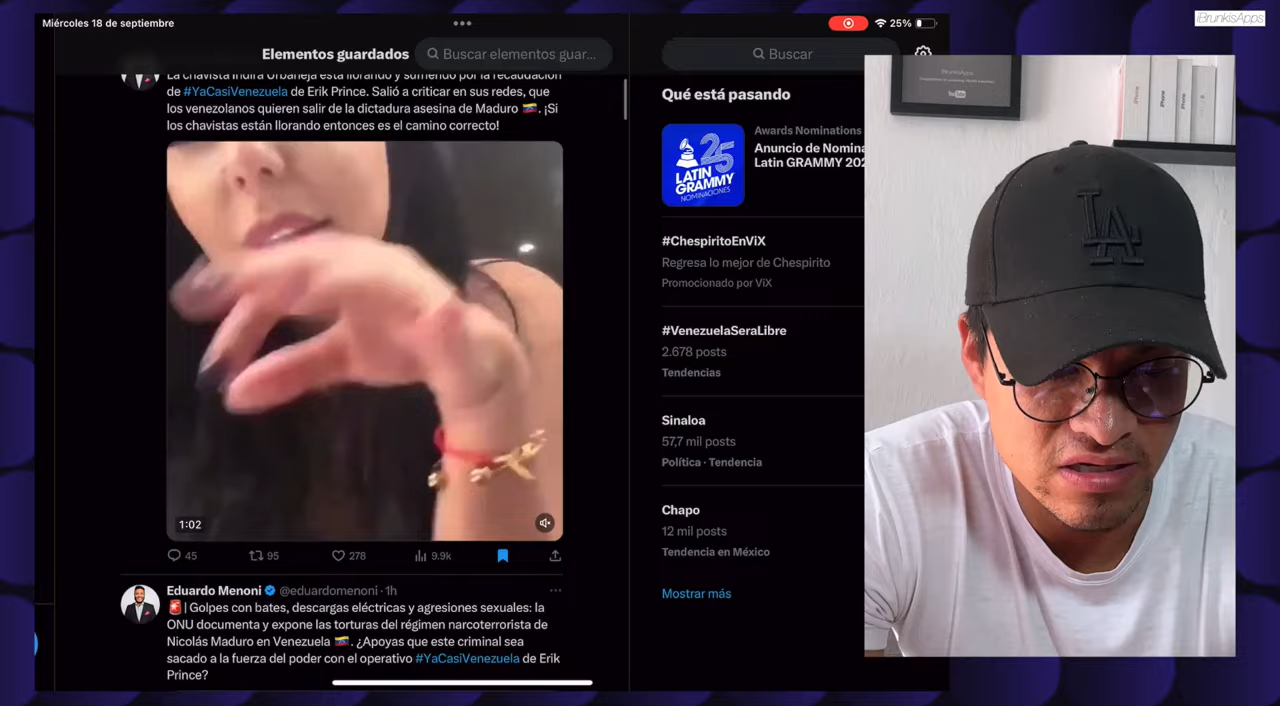 Miércoles 18 de septiembre
25%
iBrunkisApps
Elementos guardados
Buscar elementos guar...
Buscar
La chavista Indira Urbaneja está llorando y sufriendo por la recaudación
de #YaCasiVenezuela de Erik Prince. Salió a criticar en sus redes, que
los venezolanos quieren salir de la dictadura asesina de Maduro 🇻🇪. ¡Si
los chavistas están llorando entonces es el camino correcto!
1:02
45
95
278
9.9k
Eduardo Menoni @eduardomenoni · 1h
🚨| Golpes con bates, descargas eléctricas y agresiones sexuales: la
ONU documenta y expone las torturas del régimen narcoterrorista de
Nicolás Maduro en Venezuela 🇻🇪. ¿Apoyas que este criminal sea
sacado a la fuerza del poder con el operativo #YaCasiVenezuela de Erik
Prince?
Qué está pasando
25
LATIN
GRAMMY
NOMINACIONES
Awards Nominations
Anuncio de Nomina
Latin GRAMMY 202
#ChespiritoEnViX
Regresa lo mejor de Chespirito
Promocionado por ViX
#VenezuelaSeraLibre
2.678 posts
Tendencias
Sinaloa
57,7 mil posts
Política · Tendencia
Chapo
12 mil posts
Tendencia en México
Mostrar más
iBrunkisApps
YouTube
iPhone
iPhone
iPhone
LA